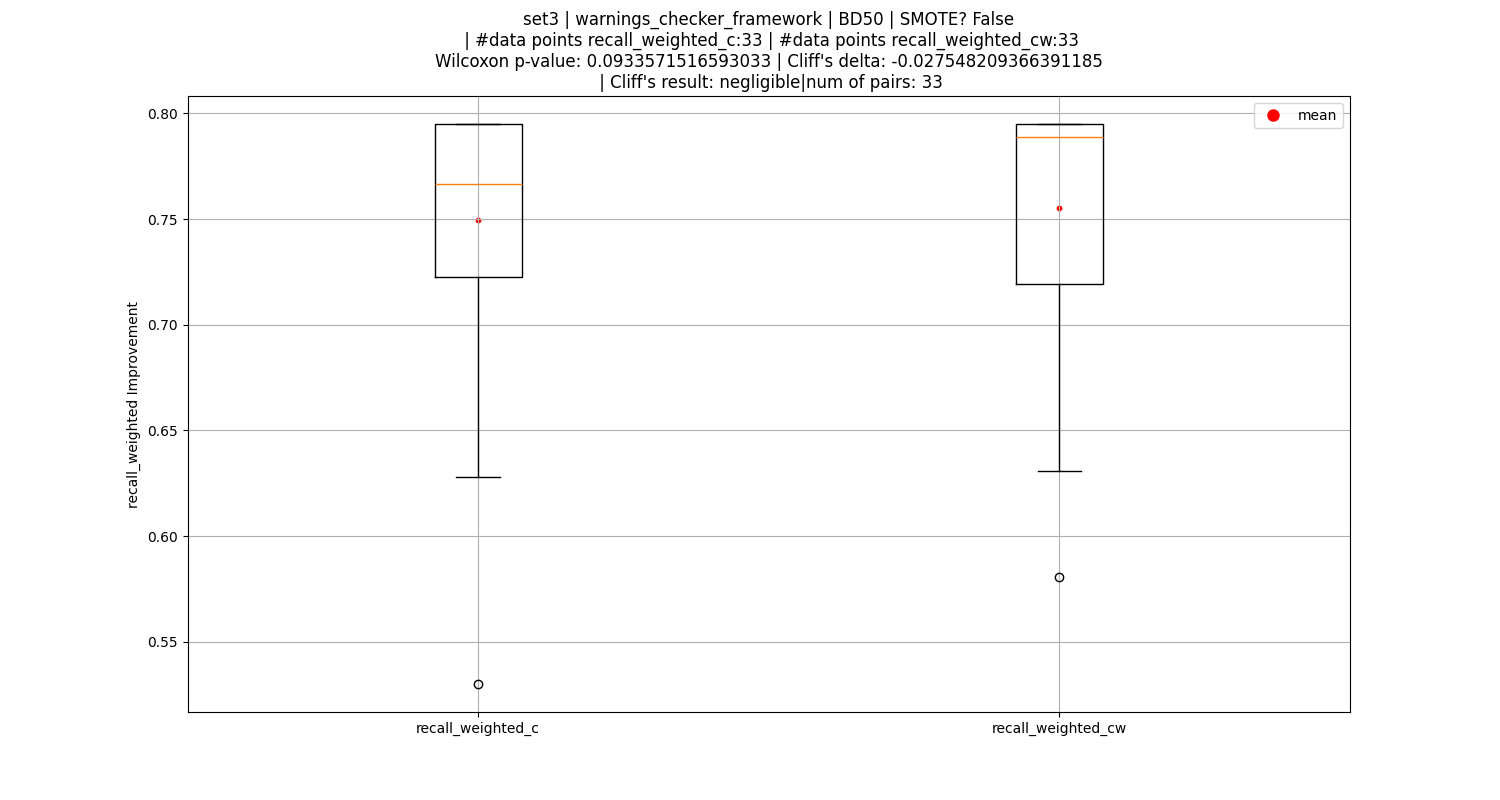 set3 | warnings_checker_framework | BD50 | SMOTE? False
| #data points recall_weighted_c:33 | #data points recall_weighted_cw:33
Wilcoxon p-value: 0.0933571516593033 | Cliff's delta: -0.027548209366391185
| Cliff's result: negligible|num of pairs: 33
mean
0.80
0.75
0.70
0.65
0.60
0.55
recall_weighted Improvement
recall_weighted_c
recall_weighted_cw